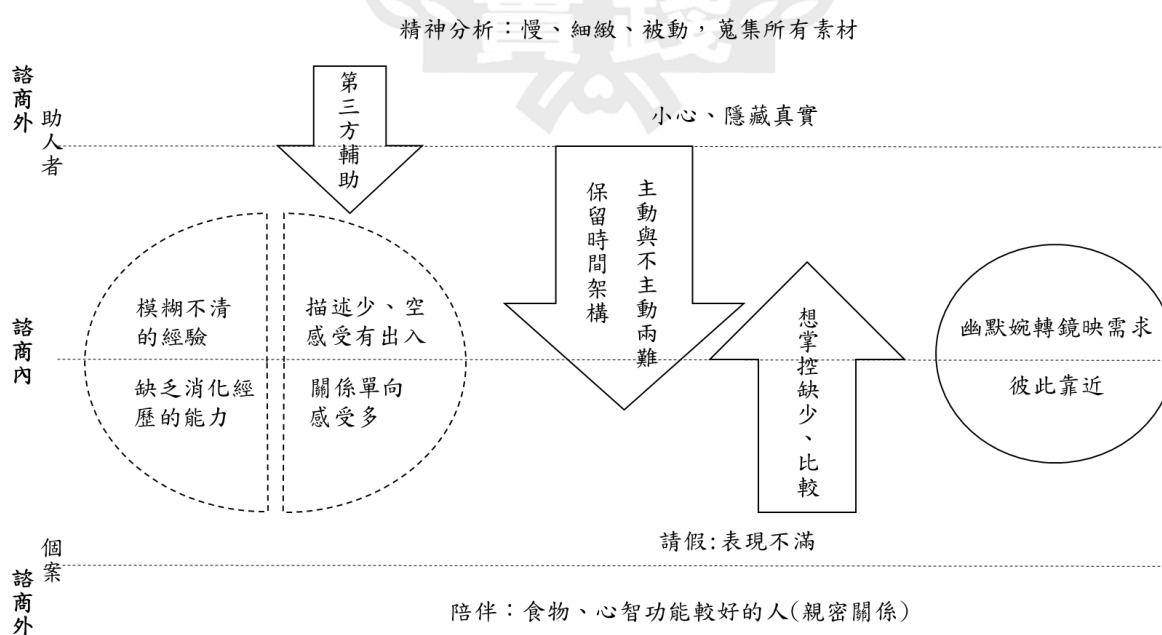 實踐
精神分析：慢、細緻、被動，蒐集所有素材
諮商外
助人者
第三方輔助
小心、隱藏真實
主動與不主動兩難
保留時間架構
諮商內
模糊不清
的經驗
描述少、空
感受有出入
缺乏消化經
歷的能力
關係單向
感受多
想掌控缺少、比較
幽默婉轉鏡映需求
彼此靠近
請假:表現不滿
個案
諮商外
陪伴：食物、心智功能較好的人(親密關係)